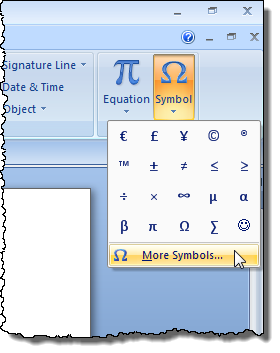 Signature Line
Date & Time
Object
π Ω
Equation Symbol
€ £ ¥ © ®
™ ± ≠ ≤ ≥
÷ × ∞ µ α
β π Ω ∑ ☺
Ω More Symbols...